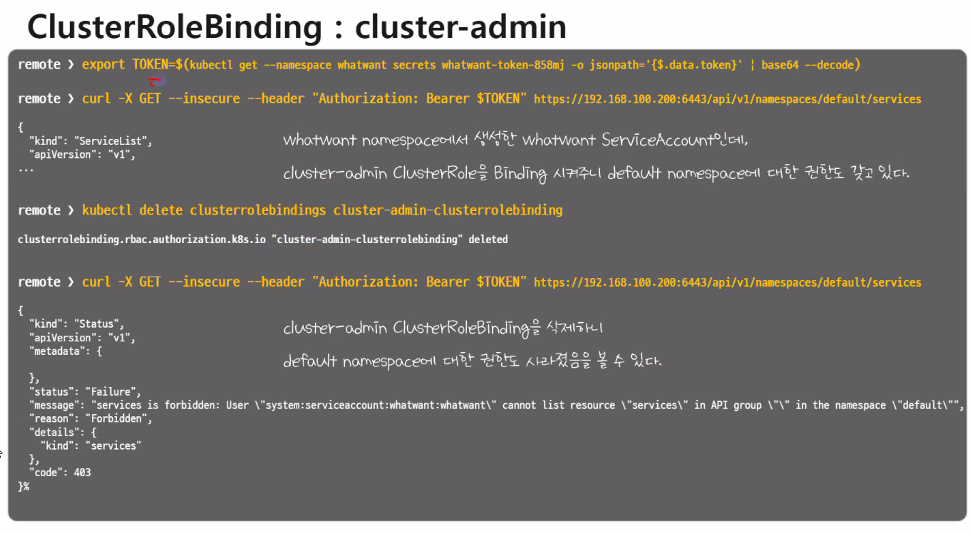 ClusterRoleBinding : cluster-admin
remote ❯ export TOKEN=$(kubectl get --namespace whatwant secrets whatwant-token-858mj -o jsonpath='{$.data.token}' | base64 --decode)
remote ❯ curl -X GET --insecure --header "Authorization: Bearer $TOKEN" https://192.168.100.200:6443/api/v1/namespaces/default/services
{
"kind": "ServiceList",
"apiVersion": "v1",
...
whatwant namespace에서 생성한 whatwant ServiceAccount인데,
cluster-admin ClusterRole을 Binding 시켜주니 default namespace에 대한 권한도 갖고 있다.
remote ❯ kubectl delete clusterrolebindings cluster-admin-clusterrolebinding
clusterrolebinding.rbac.authorization.k8s.io "cluster-admin-clusterrolebinding" deleted
remote ❯ curl -X GET --insecure --header "Authorization: Bearer $TOKEN" https://192.168.100.200:6443/api/v1/namespaces/default/services
{
"kind": "Status",
"apiVersion": "v1",
"metadata": {
},
"status": "Failure",
"message": "services is forbidden: User \"system:serviceaccount:whatwant:whatwant\" cannot list resource \"services\" in API group \"\" in the namespace \"default\"",
"reason": "Forbidden",
"details": {
"kind": "services"
},
"code": 403
}%
cluster-admin ClusterRoleBinding을 삭제하니
default namespace에 대한 권한도 사라졌음을 볼 수 있다.